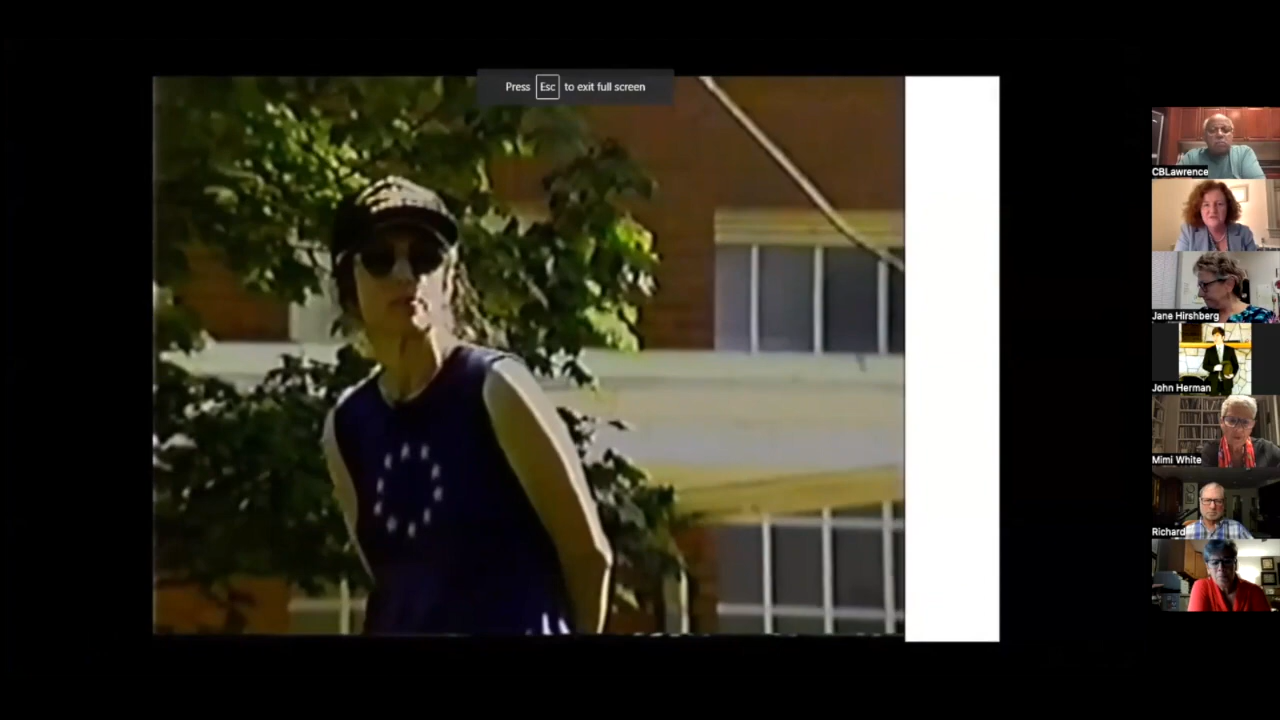 Press Esc to exit full screen
CBLawrence
Jane Hirshberg
John Herman
Mimi White
Richard